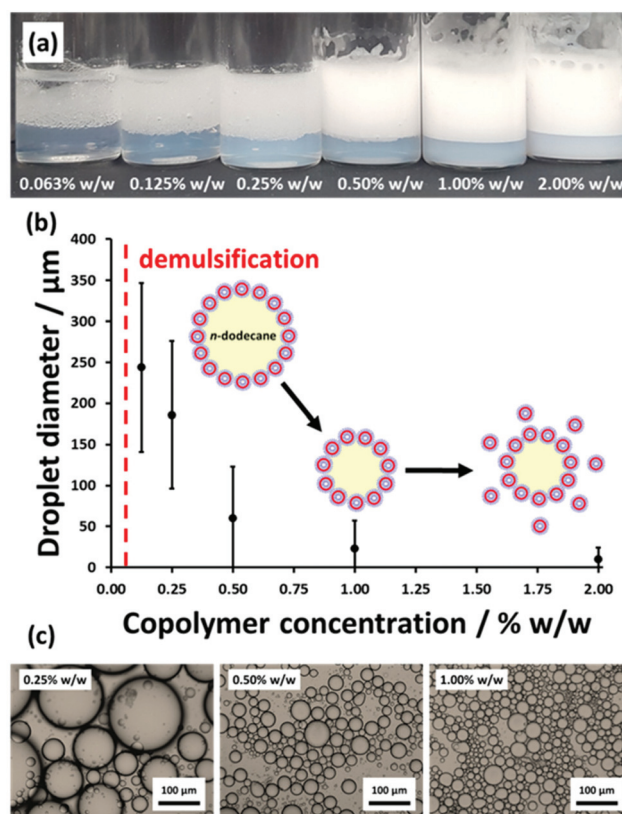 (a)
0.063% w/w 0.125% w/w 0.25% w/w 0.50% w/w 1.00% w/w 2.00% w/w
(b)
400
350
300
250
200
150
100
50
0
Droplet diameter / µm
demulsification
n-dodecane
0.00 0.25 0.50 0.75 1.00 1.25 1.50 1.75 2.00
Copolymer concentration / % w/w
(c)
0.25% w/w 0.50% w/w 1.00% w/w
100 µm 100 µm 100 µm